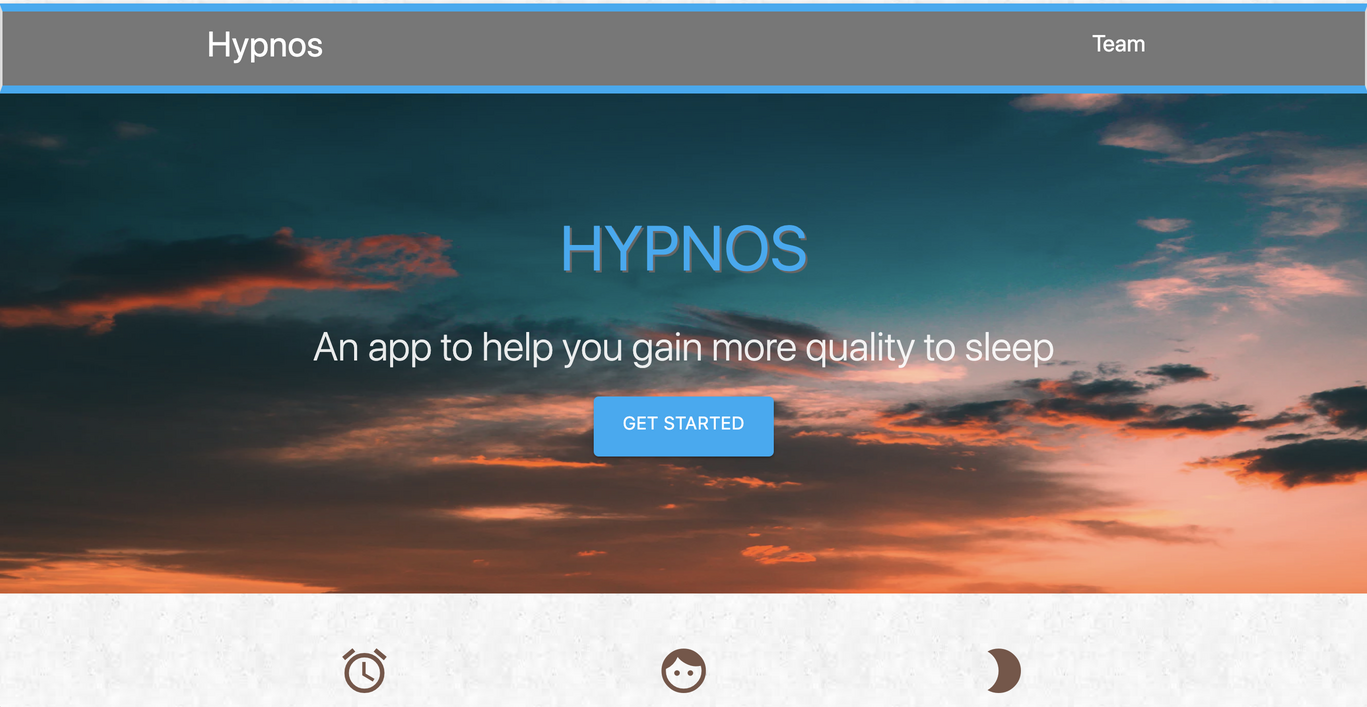 Hypnos
Team
HYPNOS
An app to help you gain more quality to sleep
GET STARTED